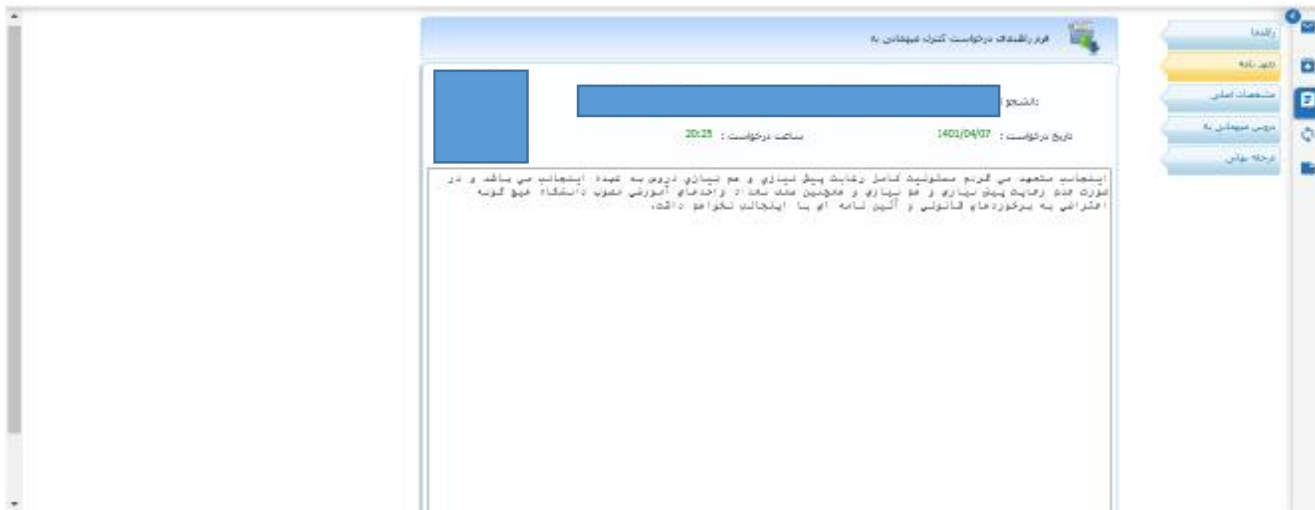 فرم راهنمای درخواست کنترل میهمانی به
دانشجو
تاریخ درخواست : 1401/04/07
ساعت درخواست : 20:25
اینجانب متعهد می گردم مسئولیت کامل رعایت پیش نیازی و هم نیازی دروس به عهده اینجانب می باشد و در
صورت عدم رعایت پیش نیازی و هم نیازی و همچنین سقف تعداد واحدهای آموزشی مصوب دانشگاه هیچ گونه
اعتراضی به برخوردهای قانونی و آئین نامه ای با اینجانب نخواهم داشت.
راهنما
تعهد نامه
مشخصات اصلی
دروس میهمانی به
مرحله نهایی